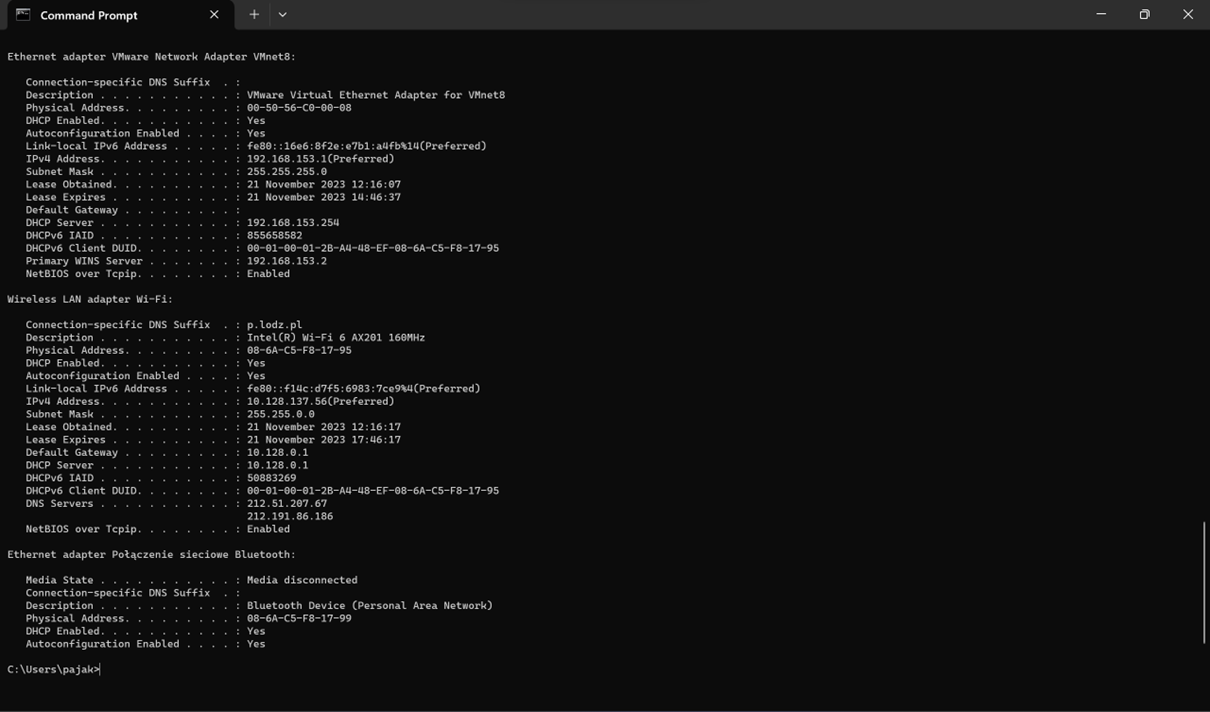 Command Prompt
Ethernet adapter VMware Network Adapter VMnet8:
Connection-specific DNS Suffix  . :
Description . . . . . . . . . . . : VMware Virtual Ethernet Adapter for VMnet8
Physical Address. . . . . . . . . : 00-50-56-C0-00-08
DHCP Enabled. . . . . . . . . . . : Yes
Autoconfiguration Enabled . . . . : Yes
Link-local IPv6 Address . . . . . : fe80::16e6:8f2e:e7b1:a4fb%14(Preferred)
IPv4 Address. . . . . . . . . . . : 192.168.153.1(Preferred)
Subnet Mask . . . . . . . . . . . : 255.255.255.0
Lease Obtained. . . . . . . . . . : 21 November 2023 12:16:07
Lease Expires . . . . . . . . . . : 21 November 2023 14:46:37
Default Gateway . . . . . . . . . :
DHCP Server . . . . . . . . . . . : 192.168.153.254
DHCPv6 IAID . . . . . . . . . . . : 855658582
DHCPv6 Client DUID. . . . . . . . : 00-01-00-01-2B-A4-48-EF-08-6A-C5-F8-17-95
Primary WINS Server . . . . . . . : 192.168.153.2
NetBIOS over Tcpip. . . . . . . . : Enabled
Wireless LAN adapter Wi-Fi:
Connection-specific DNS Suffix  . : p.lodz.pl
Description . . . . . . . . . . . : Intel(R) Wi-Fi 6 AX201 160MHz
Physical Address. . . . . . . . . : 08-6A-C5-F8-17-95
DHCP Enabled. . . . . . . . . . . : Yes
Autoconfiguration Enabled . . . . : Yes
Link-local IPv6 Address . . . . . : fe80::f14c:d7f5:6983:7ce9%4(Preferred)
IPv4 Address. . . . . . . . . . . : 10.128.137.56(Preferred)
Subnet Mask . . . . . . . . . . . : 255.255.0.0
Lease Obtained. . . . . . . . . . : 21 November 2023 12:16:17
Lease Expires . . . . . . . . . . : 21 November 2023 17:46:17
Default Gateway . . . . . . . . . : 10.128.0.1
DHCP Server . . . . . . . . . . . : 10.128.0.1
DHCPv6 IAID . . . . . . . . . . . : 50883269
DHCPv6 Client DUID. . . . . . . . : 00-01-00-01-2B-A4-48-EF-08-6A-C5-F8-17-95
DNS Servers . . . . . . . . . . . : 212.51.207.67
212.191.86.186
NetBIOS over Tcpip. . . . . . . . : Enabled
Ethernet adapter Połączenie sieciowe Bluetooth:
Media State . . . . . . . . . . . : Media disconnected
Connection-specific DNS Suffix  . :
Description . . . . . . . . . . . : Bluetooth Device (Personal Area Network)
Physical Address. . . . . . . . . : 08-6A-C5-F8-17-99
DHCP Enabled. . . . . . . . . . . : Yes
Autoconfiguration Enabled . . . . : Yes
C:\Users\pajak>